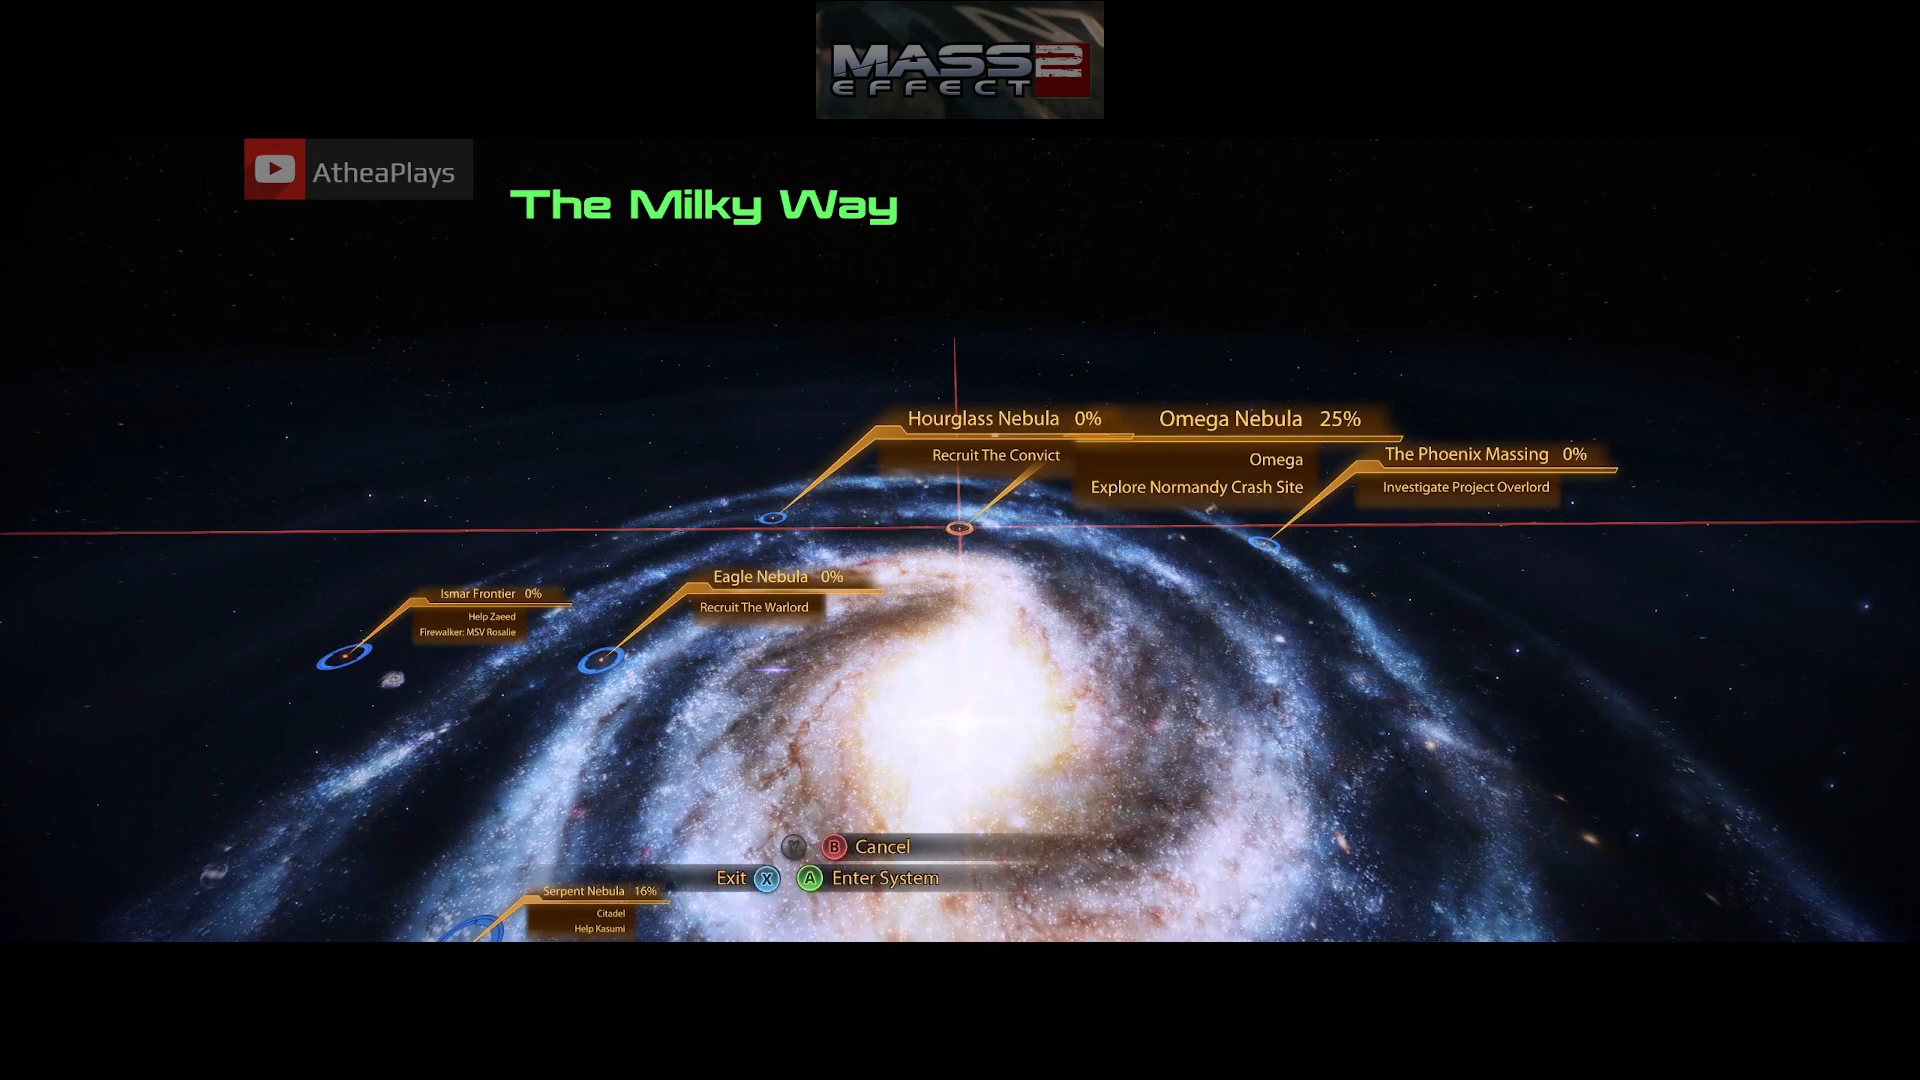 MASS 2
EFFECT
AtheaPlays
The Milky Way
Hourglass Nebula 0%
Recruit The Convict
Omega Nebula 25%
Omega
Explore Normandy Crash Site
The Phoenix Massing 0%
Investigate Project Overlord
Eagle Nebula 0%
Recruit The Warlord
Ismar Frontier 0%
Help Zaeed
Firewalker: MSV Rosalie
Y B Cancel
Exit X A Enter System
Serpent Nebula 16%
Citadel
Help Kasumi